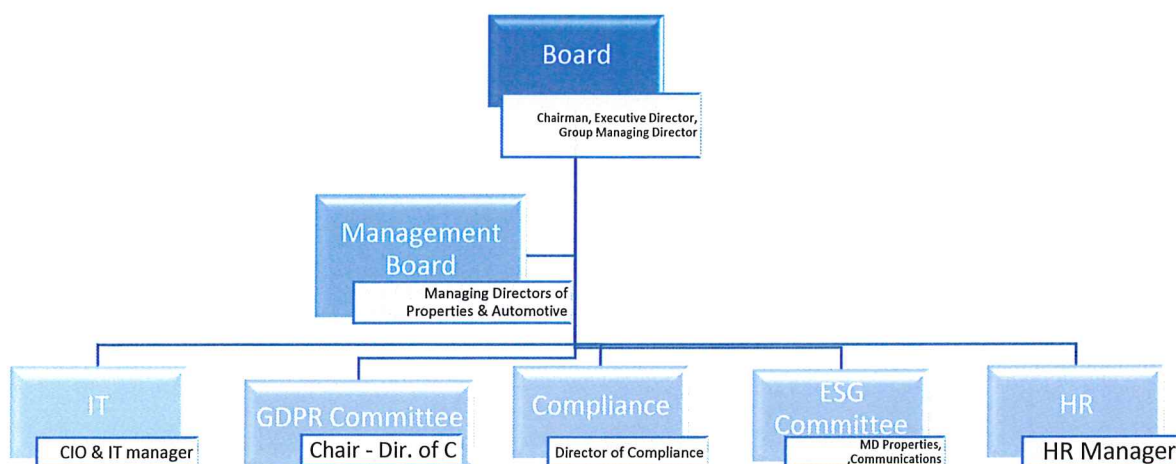 Board
Chairman, Executive Director,
Group Managing Director
Management
Board
Managing Directors of
Properties & Automotive
IT
CIO & IT manager
GDPR Committee
Chair - Dir. of C
Compliance
Director of Compliance
ESG
Committee
MD Properties,
,Communications
HR
HR Manager